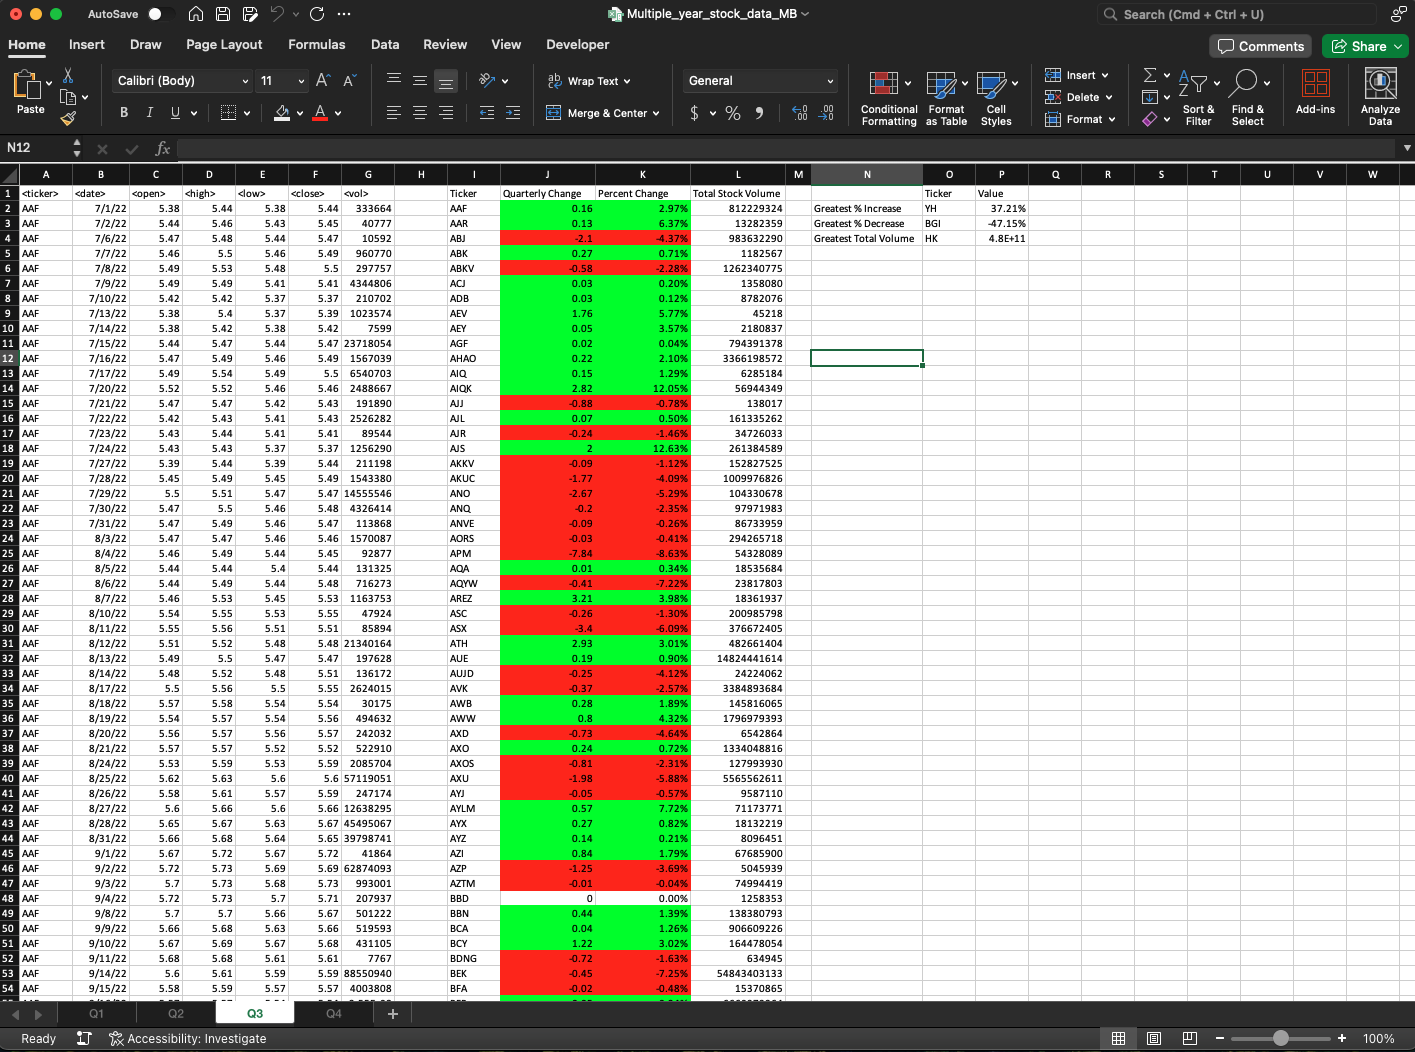 AutoSave
Multiple_year_stock_data_MB
Search (Cmd + Ctrl + U)
Home Insert Draw Page Layout Formulas Data Review View Developer
Comments Share
Paste
Calibri (Body) 11
B I U
Wrap Text
Merge & Center
General
$ % 9
Conditional Formatting
Format as Table
Cell Styles
Insert
Delete
Format
Sort & Filter
Find & Select
Add-ins
Analyze Data
N12 fx
A B C D E F G H I J K L M N O P Q R S T U V W
1 <ticker> <date> <open> <high> <low> <close> <vol> Ticker Quarterly Change Percent Change Total Stock Volume Ticker Value
2 AAF 7/1/22 5.38 5.44 5.38 5.44 333664 AAF 0.16 2.97% 812229324 Greatest % Increase YH 37.21%
3 AAF 7/2/22 5.44 5.46 5.43 5.45 40777 AAR 0.13 6.37% 13282359 Greatest % Decrease BGI -47.15%
4 AAF 7/6/22 5.47 5.48 5.44 5.47 10592 ABJ -2.1 -4.37% 983632290 Greatest Total Volume HK 4.8E+11
5 AAF 7/7/22 5.46 5.5 5.46 5.49 960770 ABK 0.27 0.71% 1182567
6 AAF 7/8/22 5.49 5.53 5.48 5.5 297757 ABKV -0.58 -2.28% 1262340775
7 AAF 7/9/22 5.49 5.49 5.41 5.41 4344806 ACJ 0.03 0.20% 1358080
8 AAF 7/10/22 5.42 5.42 5.37 5.37 210702 ADB 0.03 0.12% 8782076
9 AAF 7/13/22 5.38 5.4 5.37 5.39 1023574 AEV 1.76 5.77% 45218
10 AAF 7/14/22 5.38 5.42 5.38 5.42 7599 AEY 0.05 3.57% 2180837
11 AAF 7/15/22 5.44 5.47 5.44 5.47 23718054 AGF 0.02 0.04% 794391378
12 AAF 7/16/22 5.47 5.49 5.46 5.49 1567039 AHAO 0.22 2.10% 3366198572
13 AAF 7/17/22 5.49 5.54 5.49 5.5 6540703 AIQ 0.15 1.29% 6285184
14 AAF 7/20/22 5.52 5.52 5.46 5.46 2488667 AIQK 2.82 12.05% 56944349
15 AAF 7/21/22 5.47 5.47 5.42 5.43 191890 AJJ -0.88 -0.78% 138017
16 AAF 7/22/22 5.42 5.43 5.41 5.43 2526282 AJL 0.07 0.50% 161335262
17 AAF 7/23/22 5.43 5.44 5.41 5.41 89544 AJR -0.24 -1.46% 34726033
18 AAF 7/24/22 5.43 5.43 5.37 5.37 1256290 AJS 2 12.63% 261384589
19 AAF 7/27/22 5.39 5.44 5.39 5.44 211198 AKKV -0.09 -1.12% 152827525
20 AAF 7/28/22 5.45 5.49 5.45 5.49 1543380 AKUC -1.77 -4.09% 1009976826
21 AAF 7/29/22 5.5 5.51 5.47 5.47 14555546 ANO -2.67 -5.29% 104330678
22 AAF 7/30/22 5.47 5.5 5.46 5.48 4326414 ANQ -0.2 -2.35% 97971983
23 AAF 7/31/22 5.47 5.49 5.46 5.47 113868 ANVE -0.09 -0.26% 86733959
24 AAF 8/3/22 5.47 5.47 5.46 5.46 1570087 AORS -0.03 -0.41% 294265718
25 AAF 8/4/22 5.46 5.49 5.44 5.45 92877 APM -7.84 -8.63% 54328089
26 AAF 8/5/22 5.44 5.44 5.4 5.44 131325 AQA 0.01 0.34% 18535684
27 AAF 8/6/22 5.44 5.49 5.44 5.48 716273 AQYW -0.41 -7.22% 23817803
28 AAF 8/7/22 5.46 5.53 5.45 5.53 1163753 AREZ 3.21 3.98% 18361937
29 AAF 8/10/22 5.54 5.55 5.53 5.55 47924 ASC -0.26 -1.30% 200985798
30 AAF 8/11/22 5.55 5.56 5.51 5.51 85894 ASX -3.4 -6.09% 376672405
31 AAF 8/12/22 5.51 5.52 5.48 5.48 21340164 ATH 2.93 3.01% 482661404
32 AAF 8/13/22 5.49 5.5 5.47 5.47 197628 AUE 0.19 0.90% 14824441614
33 AAF 8/14/22 5.48 5.52 5.48 5.51 136172 AUJD -0.25 -4.12% 24224062
34 AAF 8/17/22 5.5 5.56 5.5 5.55 2624015 AVK -0.37 -2.57% 3384893684
35 AAF 8/18/22 5.57 5.58 5.54 5.54 30175 AWB 0.28 1.89% 145816065
36 AAF 8/19/22 5.54 5.57 5.54 5.56 494632 AWW 0.8 4.32% 1796979393
37 AAF 8/20/22 5.56 5.57 5.56 5.57 242032 AXD -0.73 -4.64% 6542864
38 AAF 8/21/22 5.57 5.57 5.52 5.52 522910 AXO 0.24 0.72% 1334048816
39 AAF 8/24/22 5.53 5.59 5.53 5.59 2085704 AXOS -0.81 -2.31% 127993930
40 AAF 8/25/22 5.62 5.63 5.6 5.6 57119051 AXU -1.98 -5.88% 5565562611
41 AAF 8/26/22 5.58 5.61 5.57 5.59 247174 AYJ -0.05 -0.57% 9587110
42 AAF 8/27/22 5.6 5.66 5.6 5.66 12638295 AYLM 0.57 7.72% 71173771
43 AAF 8/28/22 5.65 5.67 5.63 5.67 45495067 AYX 0.27 0.82% 18132219
44 AAF 8/31/22 5.66 5.68 5.64 5.65 39798741 AYZ 0.14 0.21% 8096451
45 AAF 9/1/22 5.67 5.72 5.67 5.72 41864 AZI 0.84 1.79% 67685900
46 AAF 9/2/22 5.72 5.73 5.69 5.69 62874093 AZP -1.25 -3.69% 5045939
47 AAF 9/3/22 5.7 5.73 5.68 5.73 993001 AZTM -0.01 -0.04% 74994419
48 AAF 9/4/22 5.72 5.73 5.7 5.71 207937 BBD 0 0.00% 1258353
49 AAF 9/8/22 5.7 5.7 5.66 5.67 501222 BBN 0.44 1.39% 138380793
50 AAF 9/9/22 5.66 5.68 5.63 5.66 519593 BCA 0.04 1.26% 906609226
51 AAF 9/10/22 5.67 5.69 5.67 5.68 431105 BCY 1.22 3.02% 164478054
52 AAF 9/11/22 5.68 5.68 5.61 5.61 7767 BDNG -0.72 -1.63% 634945
53 AAF 9/14/22 5.6 5.61 5.59 5.59 88550940 BEK -0.45 -7.25% 54843403133
54 AAF 9/15/22 5.58 5.59 5.57 5.57 4003808 BFA -0.02 -0.48% 15370865
Q1 Q2 Q3 Q4 +
Ready Accessibility: Investigate 100%